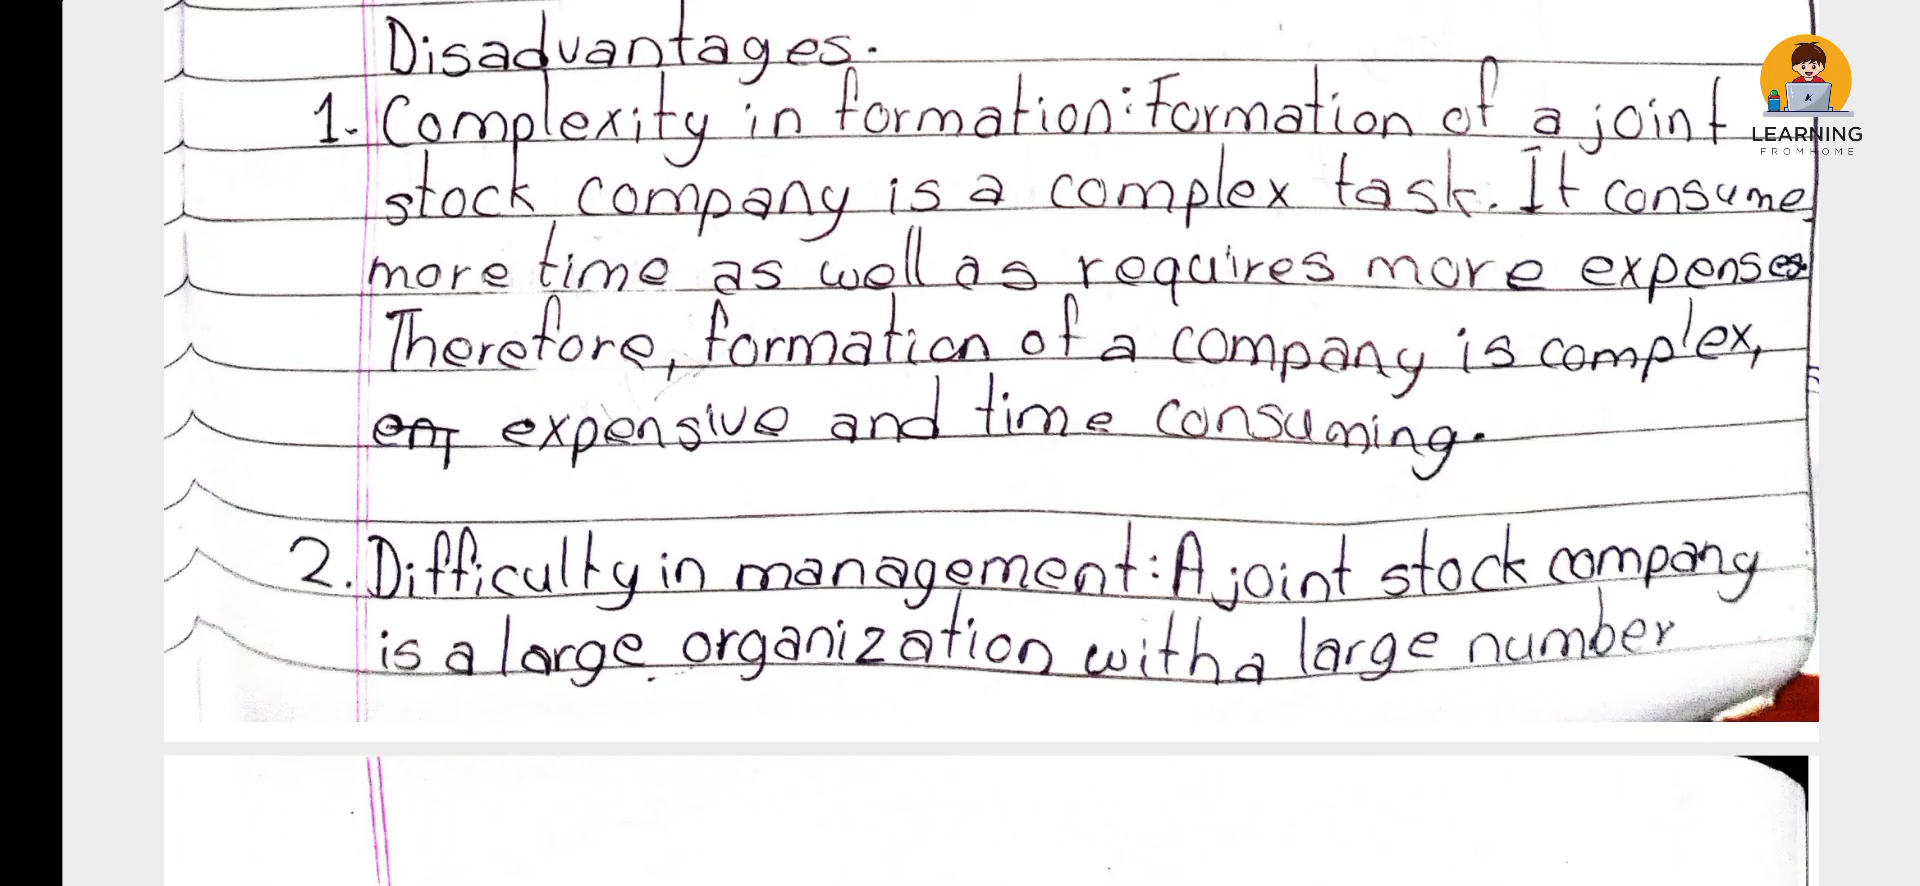 Disadvantages.
1. Complexity in formation: Formation of a joint
stock company is a complex task. It consume
more time as well as requires more expenses
Therefore, formation of a company is complex,
expensive and time consuming.
2. Difficulty in management: A joint stock company
is a large organization with a large number
LEARNING
FROMHOME